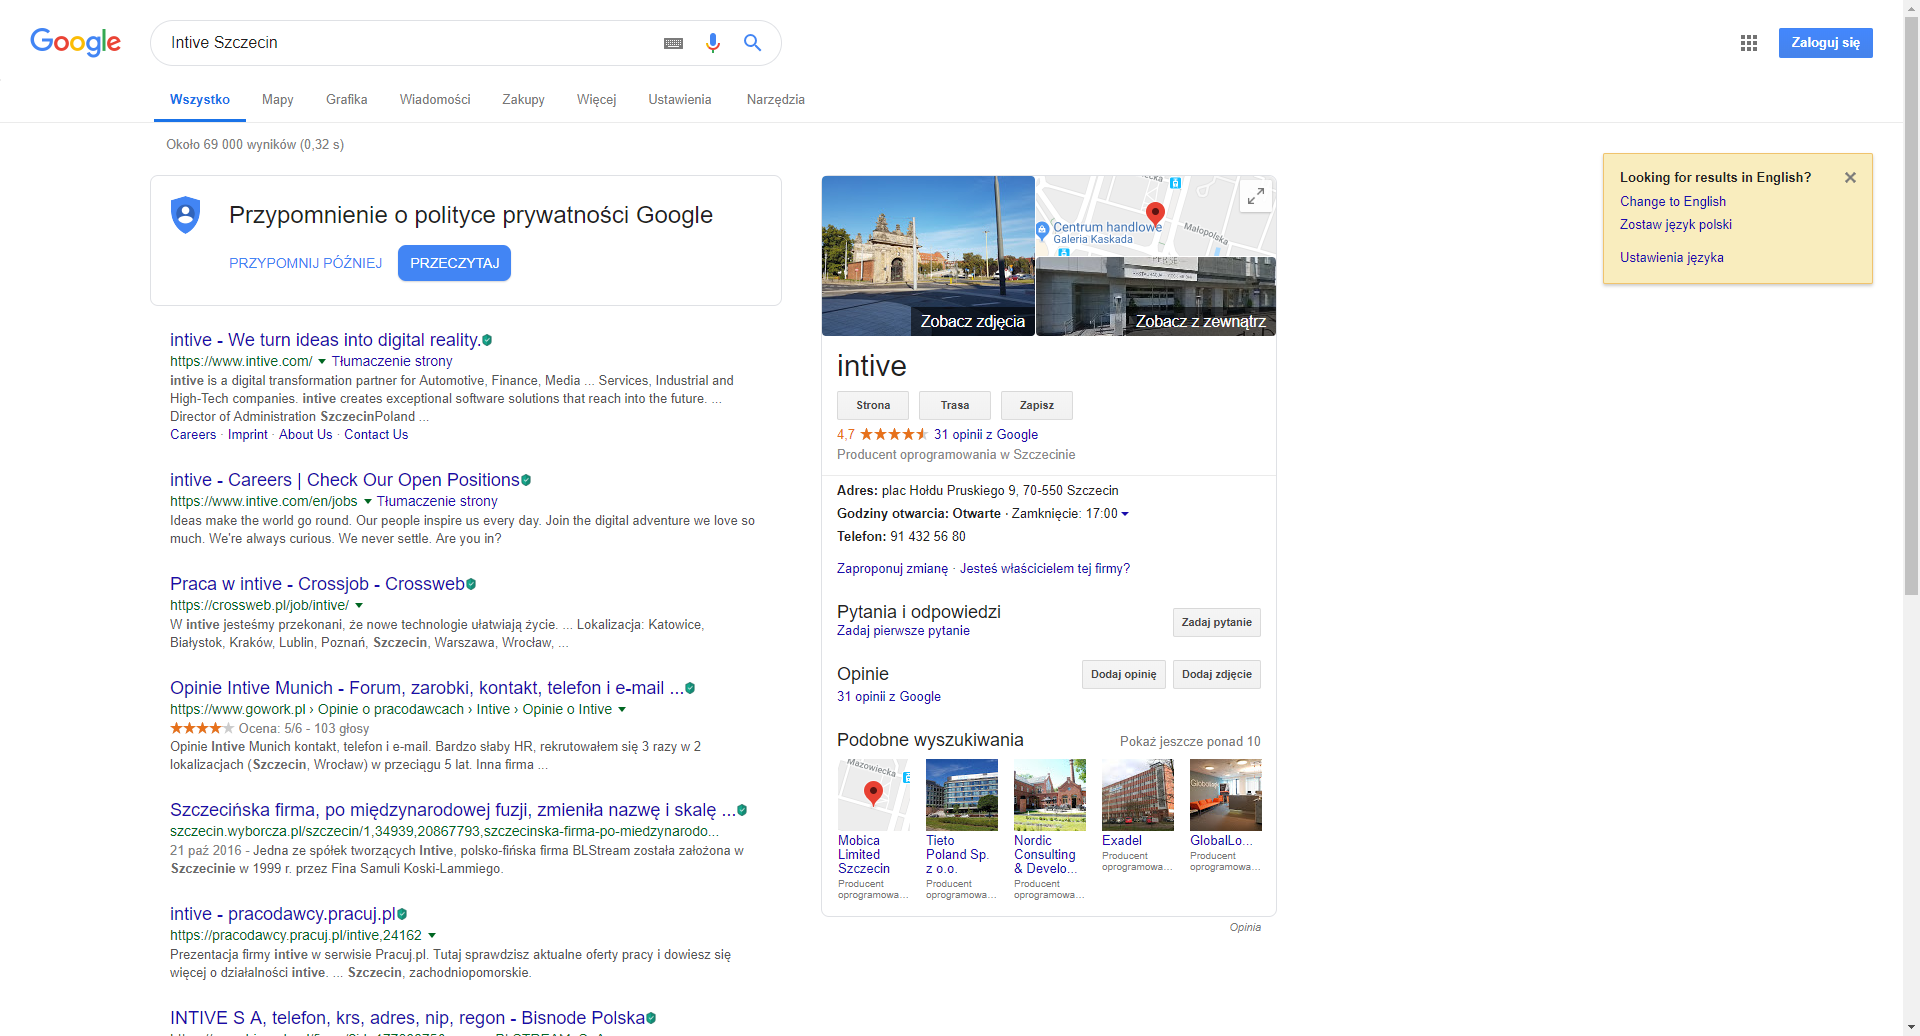 Google
Intive Szczecin
Zaloguj się
Wszystko
Mapy
Grafika
Wiadomości
Zakupy
Więcej
Ustawienia
Narzędzia
Około 69 000 wyników (0,32 s)
Looking for results in English?
Change to English
Zostaw język polski
Ustawienia języka
Przypomnienie o polityce prywatności Google
PRZYPOMNIJ PÓŹNIEJ
PRZECZYTAJ
intive - We turn ideas into digital reality.
https://www.intive.com/ Tłumaczenie strony
intive is a digital transformation partner for Automotive, Finance, Media ... Services, Industrial and
High-Tech companies. intive creates exceptional software solutions that reach into the future. ...
Director of Administration SzczecinPoland ...
Careers · Imprint · About Us · Contact Us
intive - Careers | Check Our Open Positions
https://www.intive.com/en/jobs Tłumaczenie strony
Ideas make the world go round. Our people inspire us every day. Join the digital adventure we love so
much. We're always curious. We never settle. Are you in?
Praca w intive - Crossjob - Crossweb
https://crossweb.pl/job/intive/
W intive jesteśmy przekonani, że nowe technologie ułatwiają życie. ... Lokalizacja: Katowice,
Białystok, Kraków, Lublin, Poznań, Szczecin, Warszawa, Wrocław, ...
Opinie Intive Munich - Forum, zarobki, kontakt, telefon i e-mail ...
https://www.gowork.pl › Opinie o pracodawcach › Intive › Opinie o Intive
Ocena: 5/6 - 103 głosy
Opinie Intive Munich kontakt, telefon i e-mail. Bardzo słaby HR, rekrutowałem się 3 razy w 2
lokalizacjach (Szczecin, Wrocław) w przeciągu 5 lat. Inna firma ...
Szczecińska firma, po międzynarodowej fuzji, zmieniła nazwę i skalę ...
szczecin.wyborcza.pl/szczecin/1,34939,20867793,szczecinska-firma-po-miedzynarodo...
21 paź 2016 - Jedna ze spółek tworzących Intive, polsko-fińska firma BLStream została założona w
Szczecinie w 1999 r. przez Fina Samuli Koski-Lammiego.
intive - pracodawcy.pracuj.pl
https://pracodawcy.pracuj.pl/intive,24162
Prezentacja firmy intive w serwisie Pracuj.pl. Tutaj sprawdzisz aktualne oferty pracy i dowiesz się
więcej o działalności intive. ... Szczecin, zachodniopomorskie.
INTIVE S A, telefon, krs, adres, nip, regon - Bisnode Polska
Zobacz zdjęcia
Centrum handlowe
Galeria Kaskada
Małopolska
Zobacz z zewnątrz
intive
Strona
Trasa
Zapisz
4,7 31 opinii z Google
Producent oprogramowania w Szczecinie
Adres: plac Hołdu Pruskiego 9, 70-550 Szczecin
Godziny otwarcia: Otwarte · Zamknięcie: 17:00
Telefon: 91 432 56 80
Zaproponuj zmianę · Jesteś właścicielem tej firmy?
Pytania i odpowiedzi
Zadaj pierwsze pytanie
Zadaj pytanie
Opinie
31 opinii z Google
Dodaj opinię
Dodaj zdjęcie
Podobne wyszukiwania
Pokaż jeszcze ponad 10
Mazowiecka
Mobica
Limited
Szczecin
Producent
oprogramowa...
Tieto
Poland Sp.
z o.o.
Producent
oprogramowa...
Nordic
Consulting
& Develo...
Producent
oprogramowa...
Exadel
Producent
oprogramowa...
GlobalLo...
Producent
oprogramowa...
Opinia